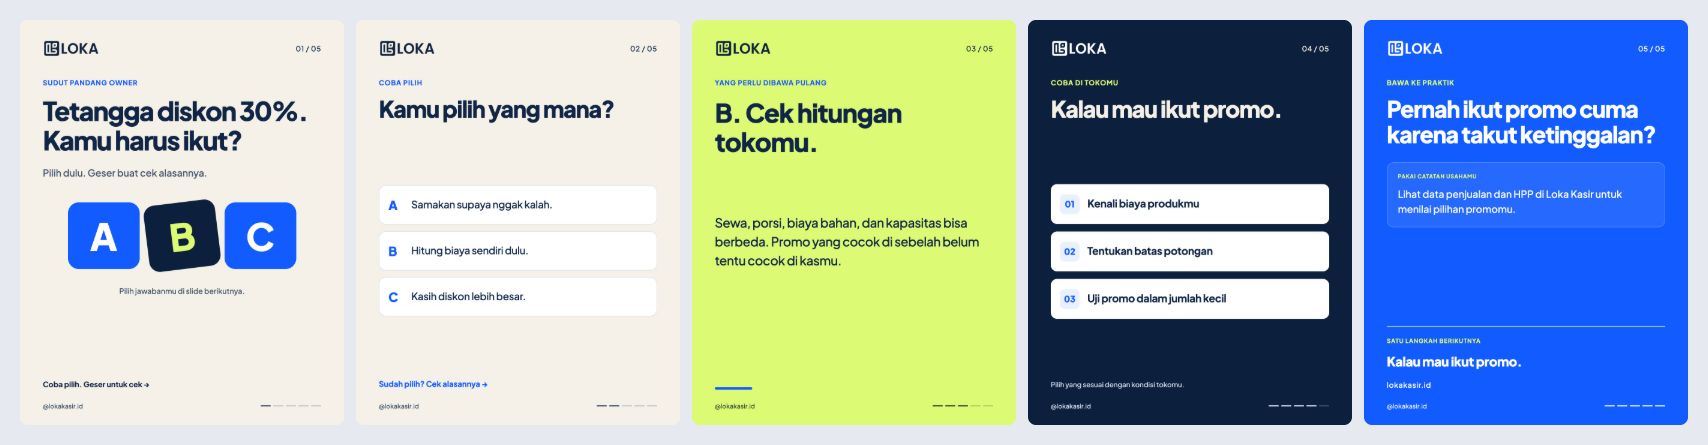 LOKA
01 / 05
SUDUT PANDANG OWNER
Tetangga diskon 30%.
Kamu harus ikut?
Pilih dulu. Geser buat cek alasannya.
A
B
C
Pilih jawabanmu di slide berikutnya.
Coba pilih. Geser untuk cek →
@lokakasir.id
LOKA
02 / 05
COBA PILIH
Kamu pilih yang mana?
A Samakan supaya nggak kalah.
B Hitung biaya sendiri dulu.
C Kasih diskon lebih besar.
Sudah pilih? Cek alasannya →
@lokakasir.id
LOKA
03 / 05
YANG PERLU DIBAWA PULANG
B. Cek hitungan
tokomu.
Sewa, porsi, biaya bahan, dan kapasitas bisa
berbeda. Promo yang cocok di sebelah belum
tentu cocok di kasmu.
@lokakasir.id
LOKA
04 / 05
COBA DI TOKOMU
Kalau mau ikut promo.
01 Kenali biaya produkmu
02 Tentukan batas potongan
03 Uji promo dalam jumlah kecil
Pilih yang sesuai dengan kondisi tokomu.
@lokakasir.id
LOKA
05 / 05
BAWA KE PRAKTIK
Pernah ikut promo cuma
karena takut ketinggalan?
PAKAI CATATAN USAHAMU
Lihat data penjualan dan HPP di Loka Kasir untuk
menilai pilihan promomu.
SATU LANGKAH BERIKUTNYA
Kalau mau ikut promo.
lokakasir.id
@lokakasir.id